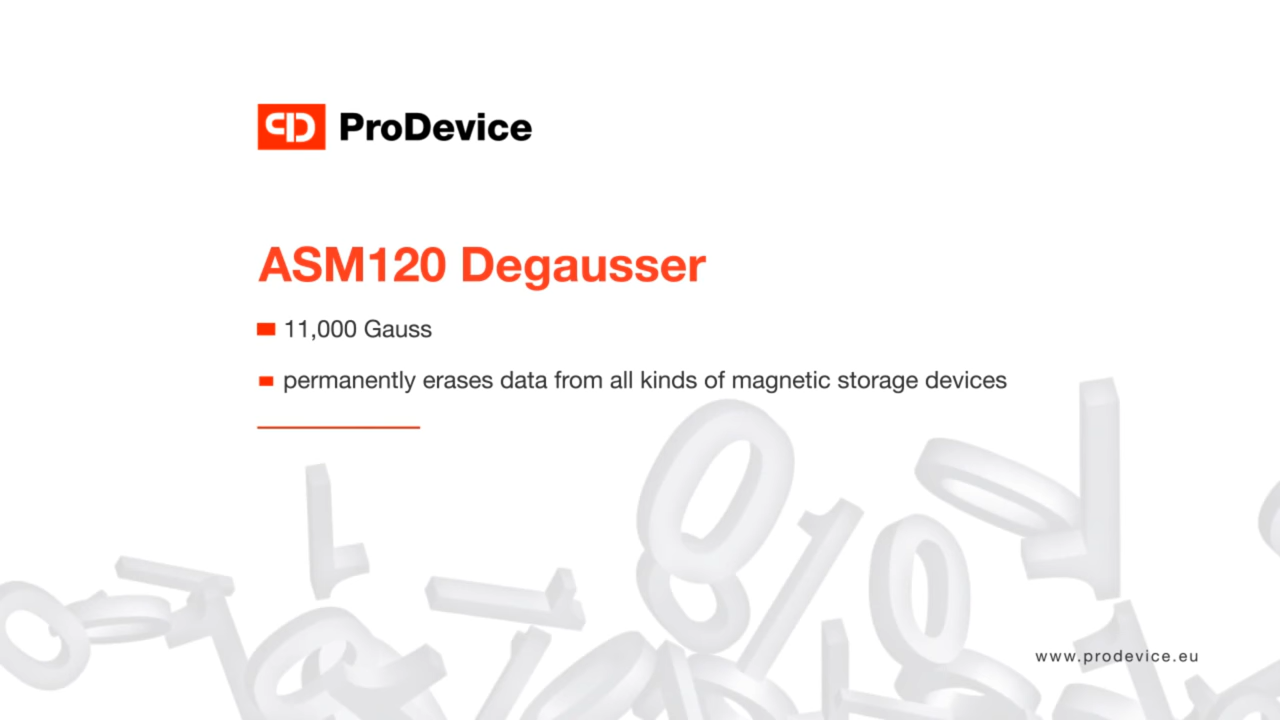 ProDevice
ASM120 Degausser
11,000 Gauss
permanently erases data from all kinds of magnetic storage devices
www.prodevice.eu